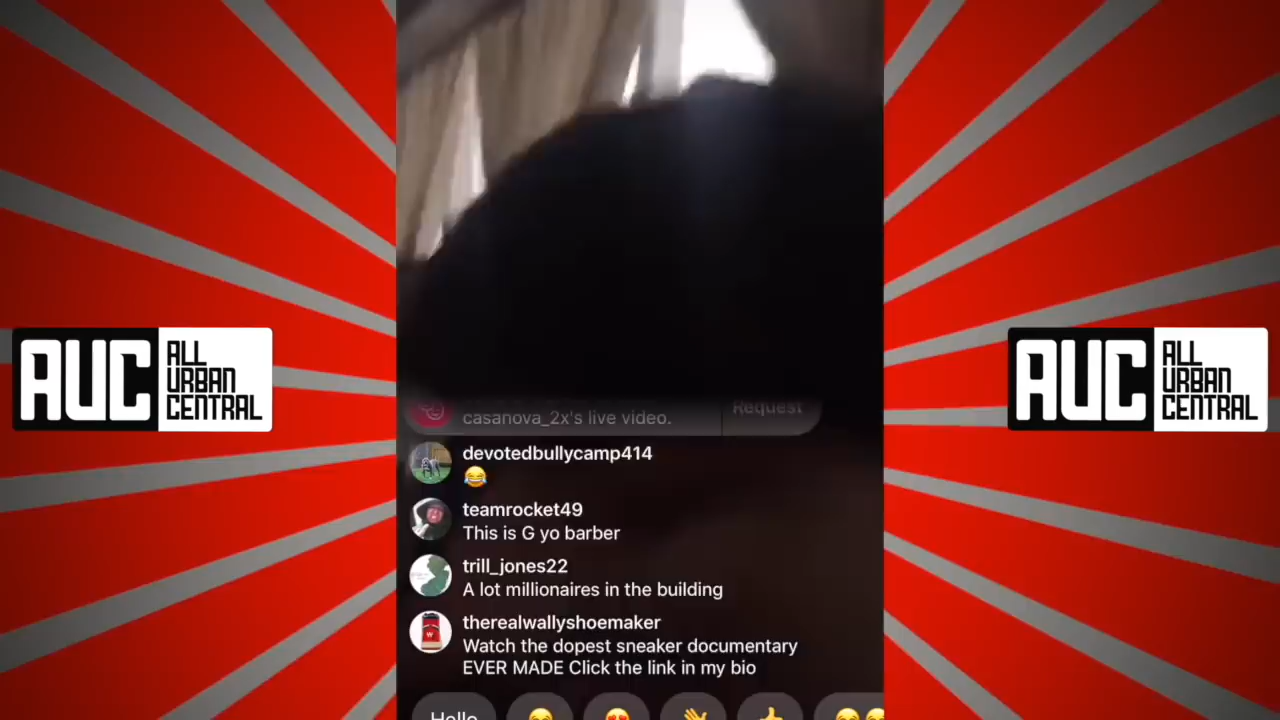 casanova_2x's live video.
Request
devotedbullycamp414
😂
teamrocket49
This is G yo barber
trill_jones22
A lot millionaires in the building
therealwallyshoemaker
Watch the dopest sneaker documentary
EVER MADE Click the link in my bio
Hello
AUC ALL
URBAN
CENTRAL
AUC ALL
URBAN
CENTRAL
W